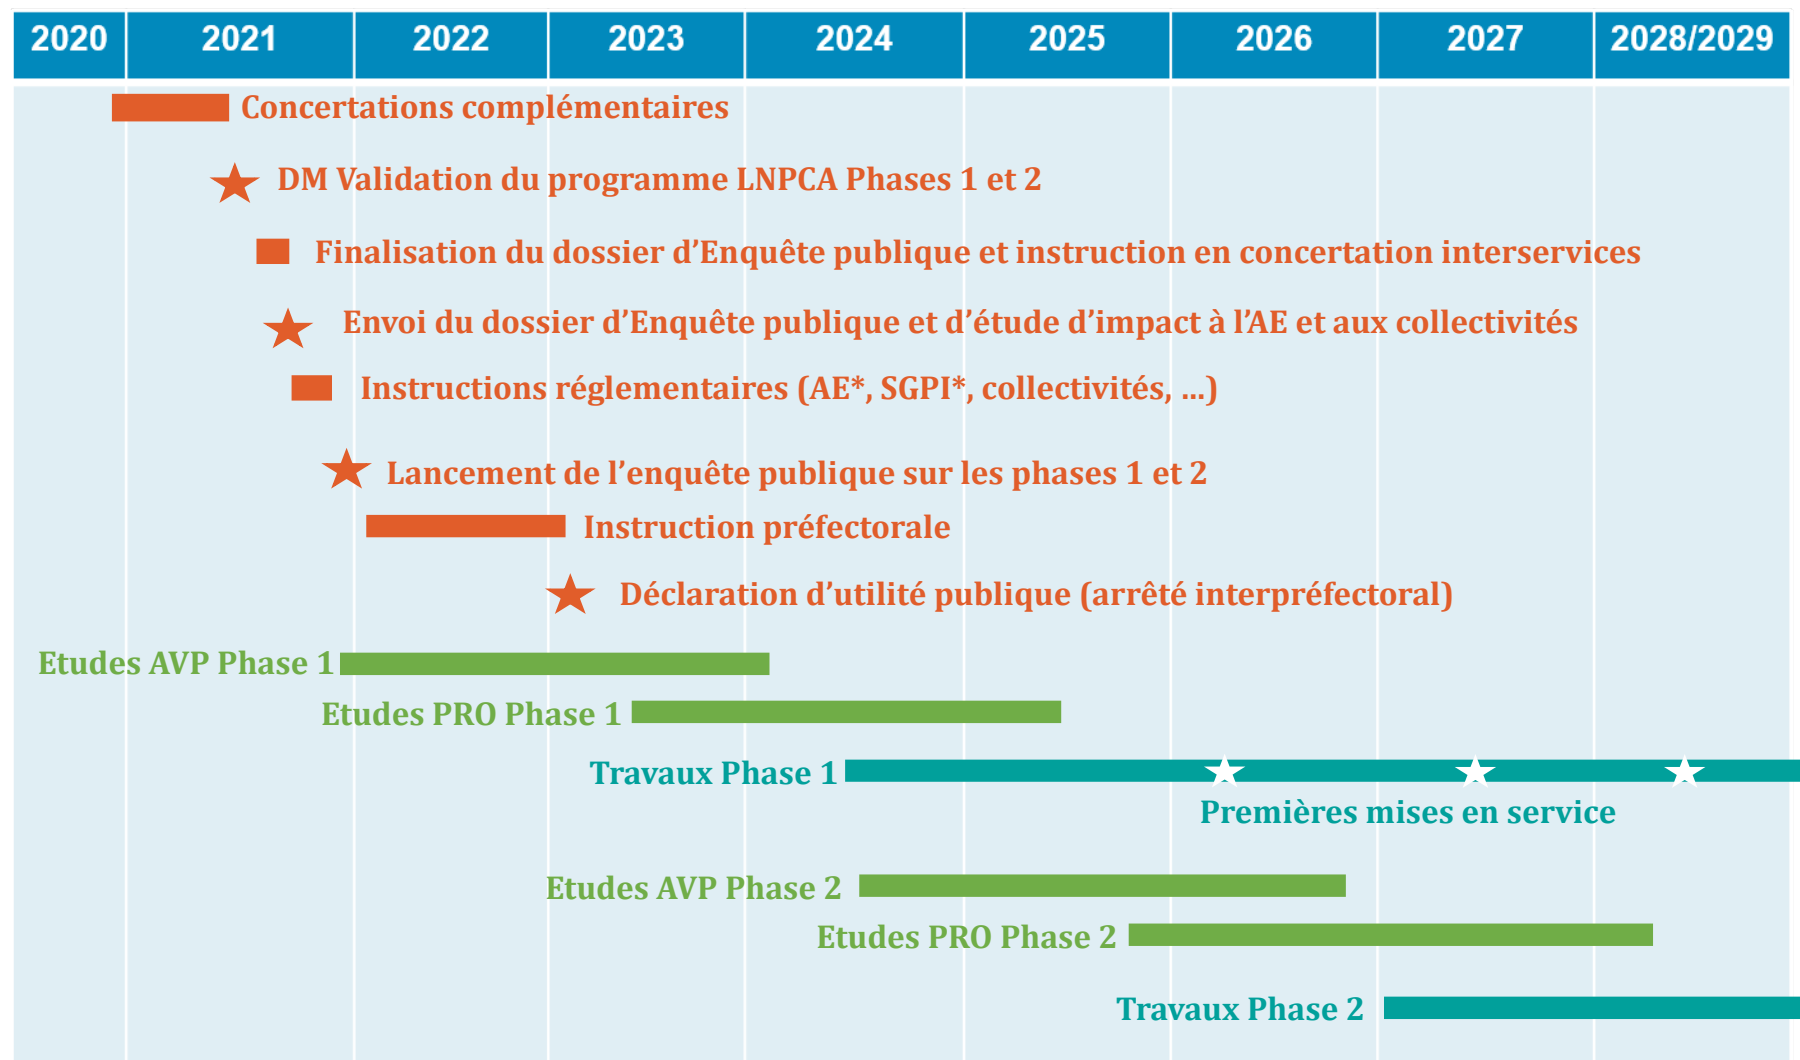 2020 2021 2022 2023 2024 2025 2026 2027 2028/2029
Concertations complémentaires
DM Validation du programme LNPCA Phases 1 et 2
Finalisation du dossier d’Enquête publique et instruction en concertation interservices
Envoi du dossier d’Enquête publique et d’étude d’impact à l’AE et aux collectivités
Instructions réglementaires (AE*, SGPI*, collectivités, ...)
Lancement de l’enquête publique sur les phases 1 et 2
Instruction préfectorale
Déclaration d’utilité publique (arrêté interpréfectoral)
Etudes AVP Phase 1
Etudes PRO Phase 1
Travaux Phase 1
Premières mises en service
Etudes AVP Phase 2
Etudes PRO Phase 2
Travaux Phase 2